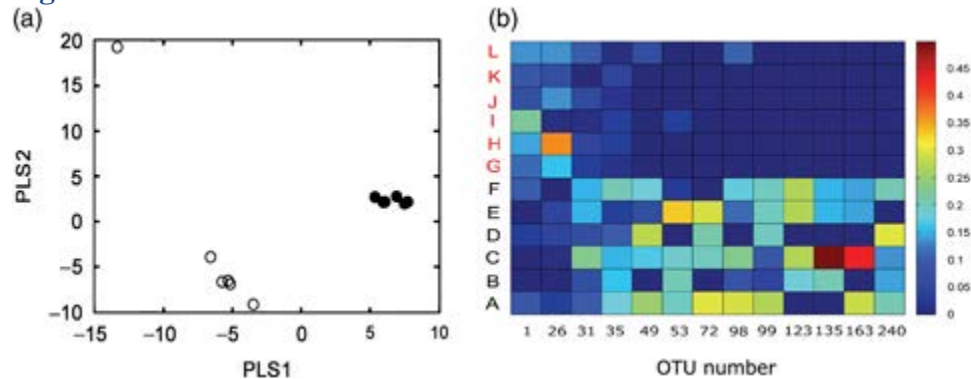 (a)
20
15
10
5
0
−5
−10
−15 −10 −5 0 5 10
PLS2
PLS1
(b)
L
K
J
I
H
G
F
E
D
C
B
A
1 26 31 35 49 53 72 98 99 123 135 163 240
OTU number
0.45
0.4
0.35
0.3
0.25
0.2
0.15
0.1
0.05
0